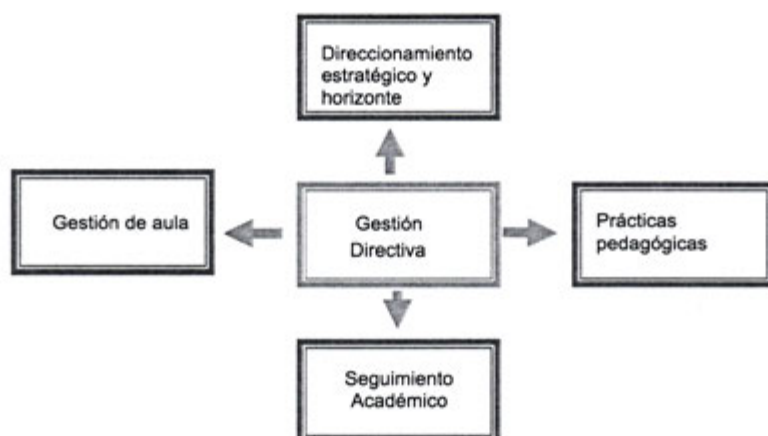 Direccionamiento
estratégico y
horizonte
Gestión de aula
Gestión
Directiva
Prácticas
pedagógicas
Seguimiento
Académico